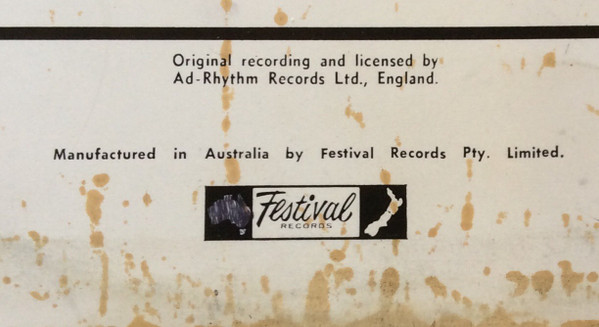 Original recording and licensed by
Ad-Rhythm Records Ltd., England.
Manufactured in Australia by Festival Records Pty. Limited.
Festival
RECORDS